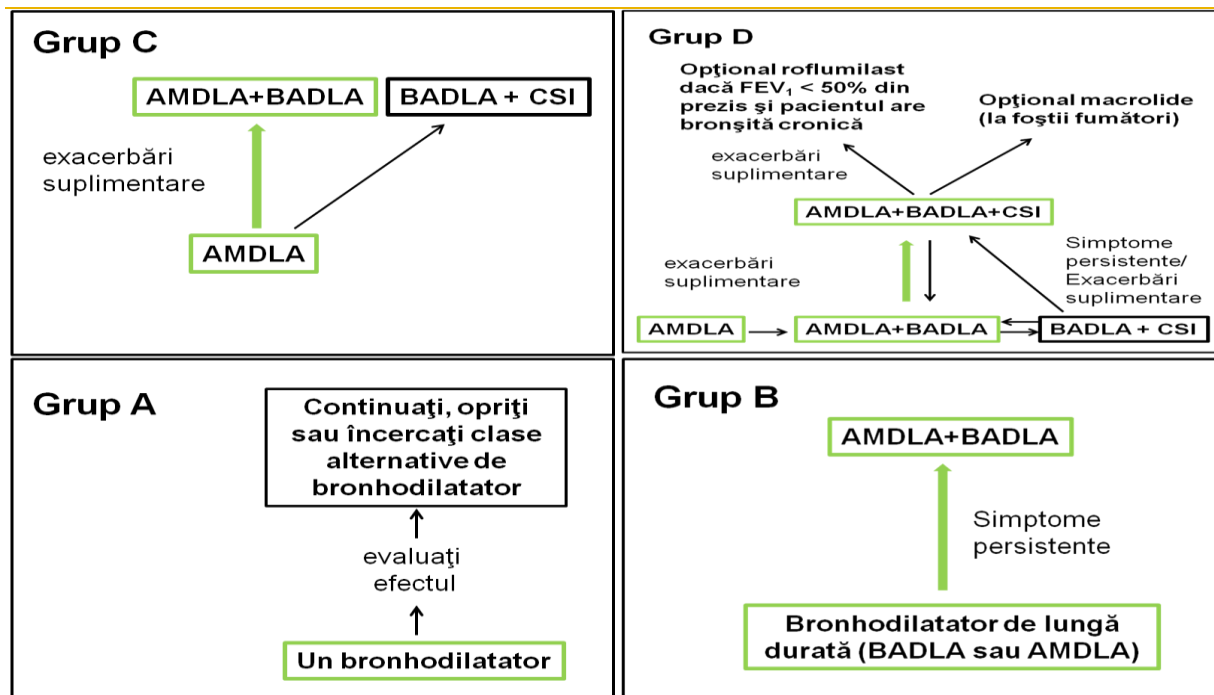 Grup C
AMDLA+BADLA
BADLA + CSI
exacerbări
suplimentare
AMDLA
Grup D
Opţional roflumilast
dacă FEV₁ < 50% din
prezis şi pacientul are
bronşită cronică
Opţional macrolide
(la foştii fumători)
exacerbări
suplimentare
AMDLA+BADLA+CSI
exacerbări
suplimentare
Simptome
persistente/
Exacerbări
suplimentare
AMDLA
AMDLA+BADLA
BADLA + CSI
Grup A
Continuaţi, opriţi
sau încercaţi clase
alternative de
bronhodilatator
evaluaţi
efectul
Un bronhodilatator
Grup B
AMDLA+BADLA
Simptome
persistente
Bronhodilatator de lungă
durată (BADLA sau AMDLA)